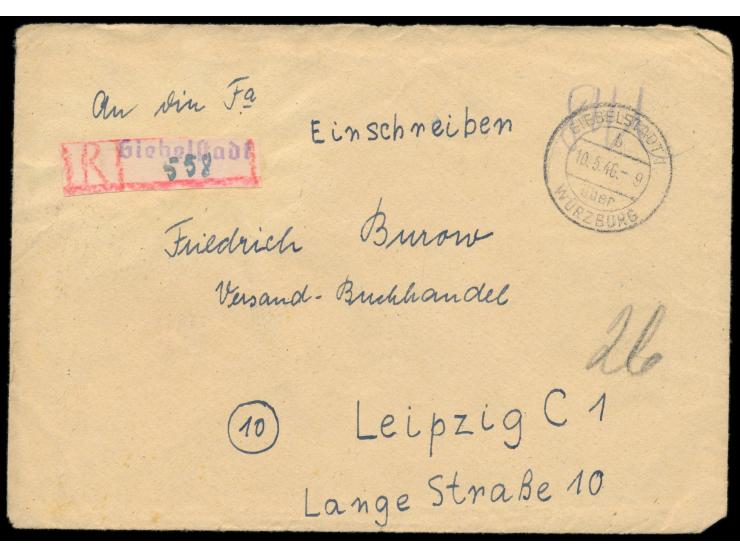 An die Fa
Einschreiben
R Giebelstadt
558
GIEBELSTADT
b
10.5.46.-9
über
WÜRZBURG
Friedrich Burow
Versand-Buchhandel
26
10
Leipzig C 1
Lange Straße 10